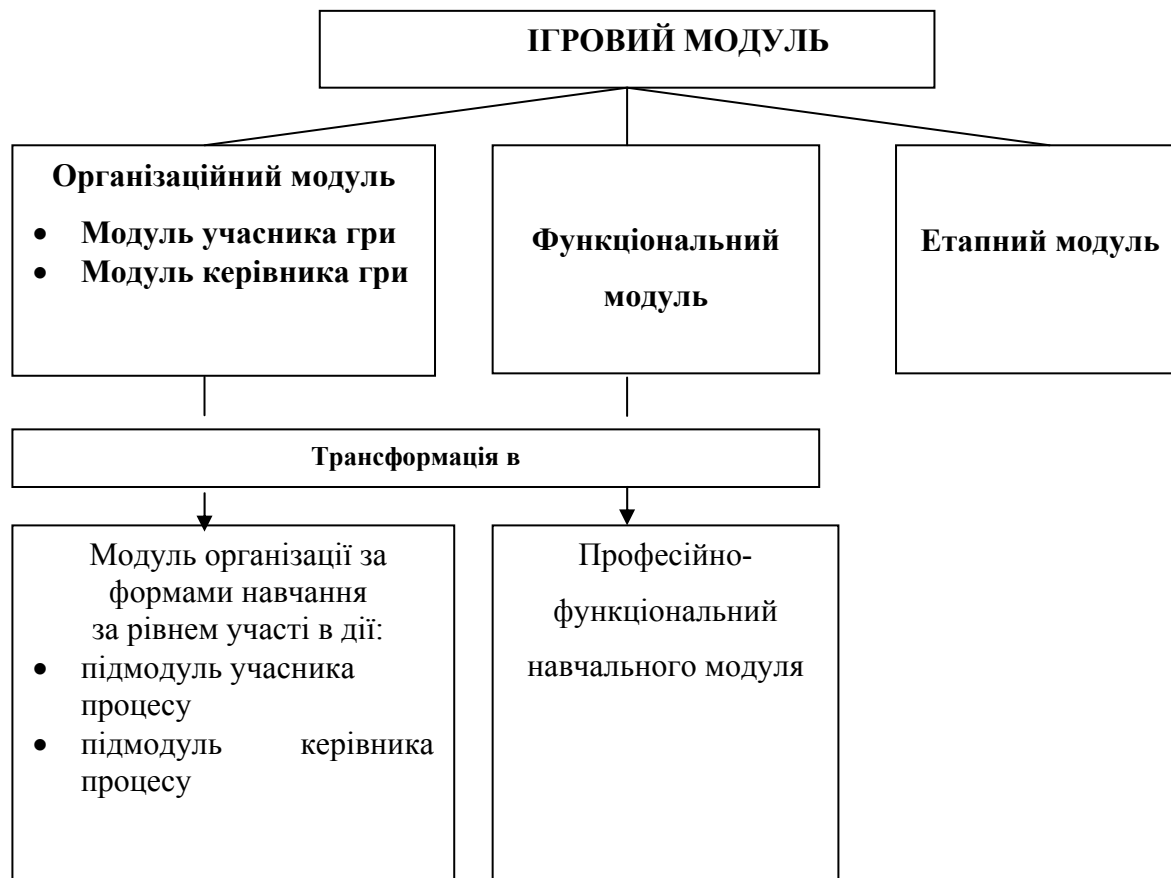 ІГРОВИЙ МОДУЛЬ
Організаційний модуль
• Модуль учасника гри
• Модуль керівника гри
Функціональний
модуль
Етапний модуль
Трансформація в
Модуль організації за
формами навчання
за рівнем участі в дії:
• підмодуль учасника
процесу
• підмодуль керівника
процесу
Професійно-
функціональний
навчального модуля